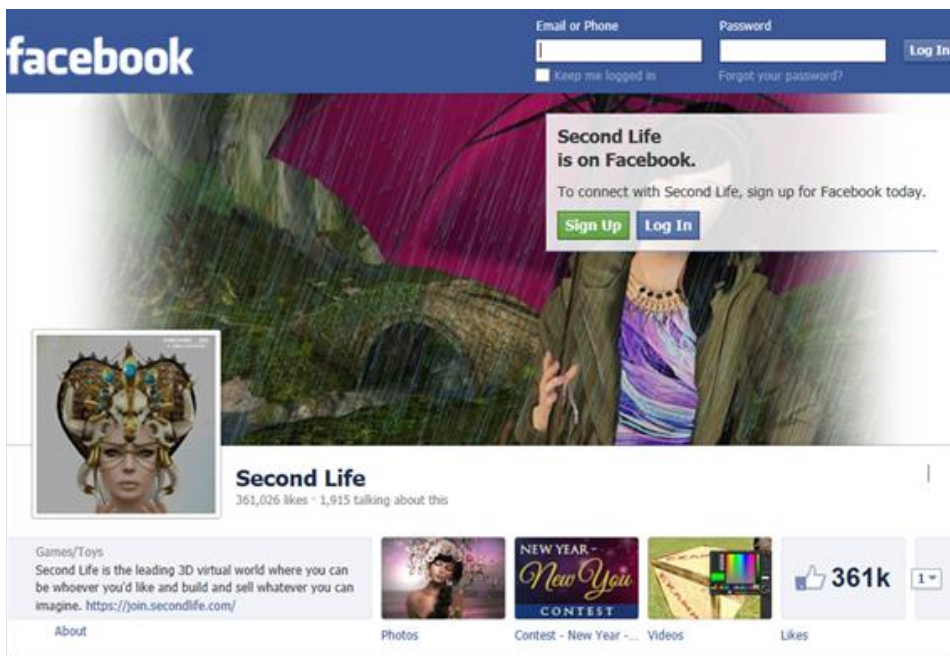 Email or Phone
Password
facebook
Log In
Keep me logged in
Forgot your password?
Second Life
is on Facebook.
To connect with Second Life, sign up for Facebook today.
Sign Up
Log In
Second Life
361,026 likes · 1,915 talking about this
Games/Toys
Second Life is the leading 3D virtual world where you can
be whoever you'd like and build and sell whatever you can
imagine. https://join.secondlife.com/
About
NEW YEAR -
New You
CONTEST
361k
1
Photos
Contest - New Year -...
Videos
Likes